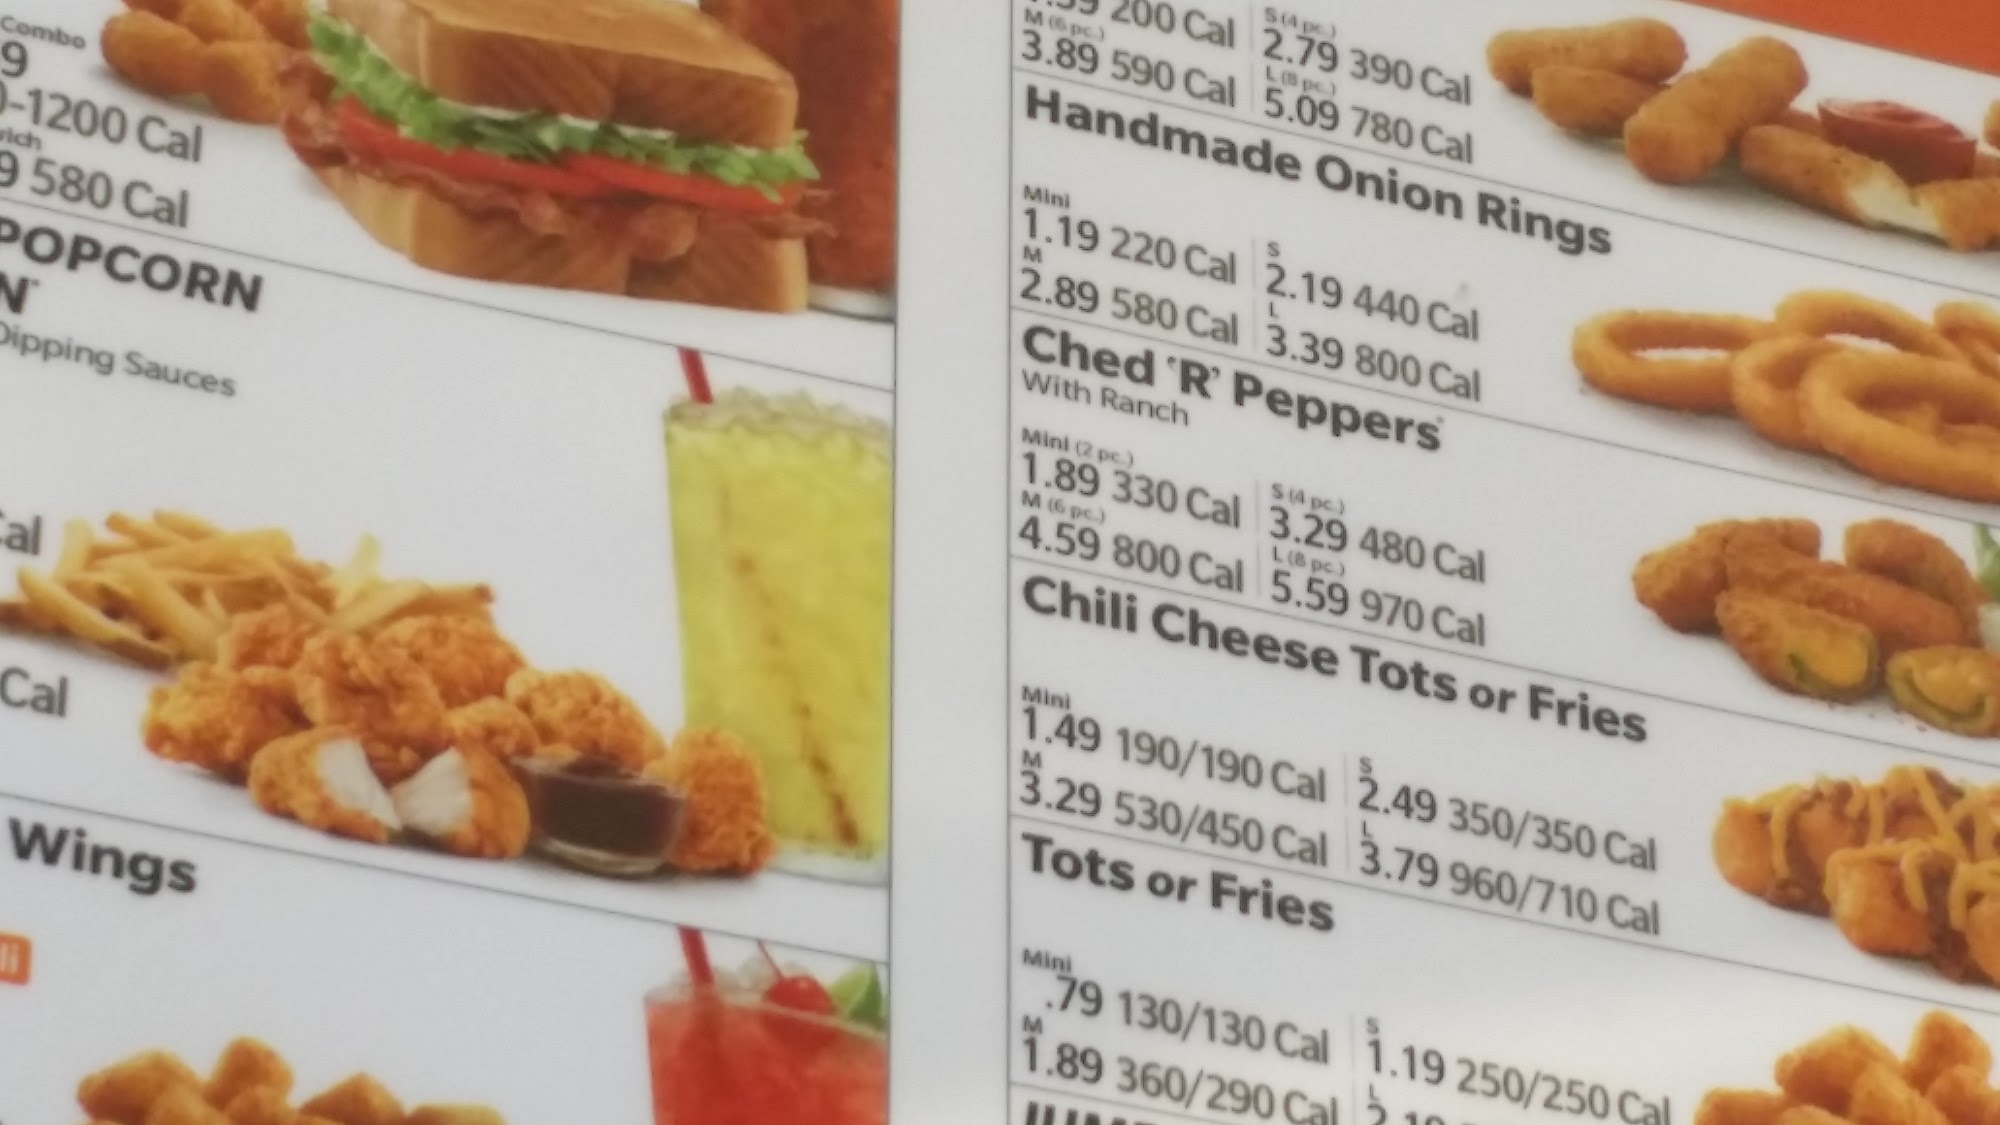 Combo
9
-1200 Cal
9 580 Cal
POPCORN
N
Dipping Sauces
Cal
Cal
Wings
200 Cal
S (4 pc.)
2.79 390 Cal
M (6 pc.)
3.89 590 Cal
L (8 pc.)
5.09 780 Cal
Handmade Onion Rings
Mini
1.19 220 Cal
S
2.19 440 Cal
M
2.89 580 Cal
L
3.39 800 Cal
Ched 'R' Peppers
With Ranch
Mini (2 pc.)
1.89 330 Cal
S (4 pc.)
3.29 480 Cal
M (6 pc.)
4.59 800 Cal
L (8 pc.)
5.59 970 Cal
Chili Cheese Tots or Fries
Mini
1.49 190/190 Cal
S
2.49 350/350 Cal
M
3.29 530/450 Cal
L
3.79 960/710 Cal
Tots or Fries
Mini
.79 130/130 Cal
S
1.19 250/250 Cal
M
1.89 360/290 Cal
L